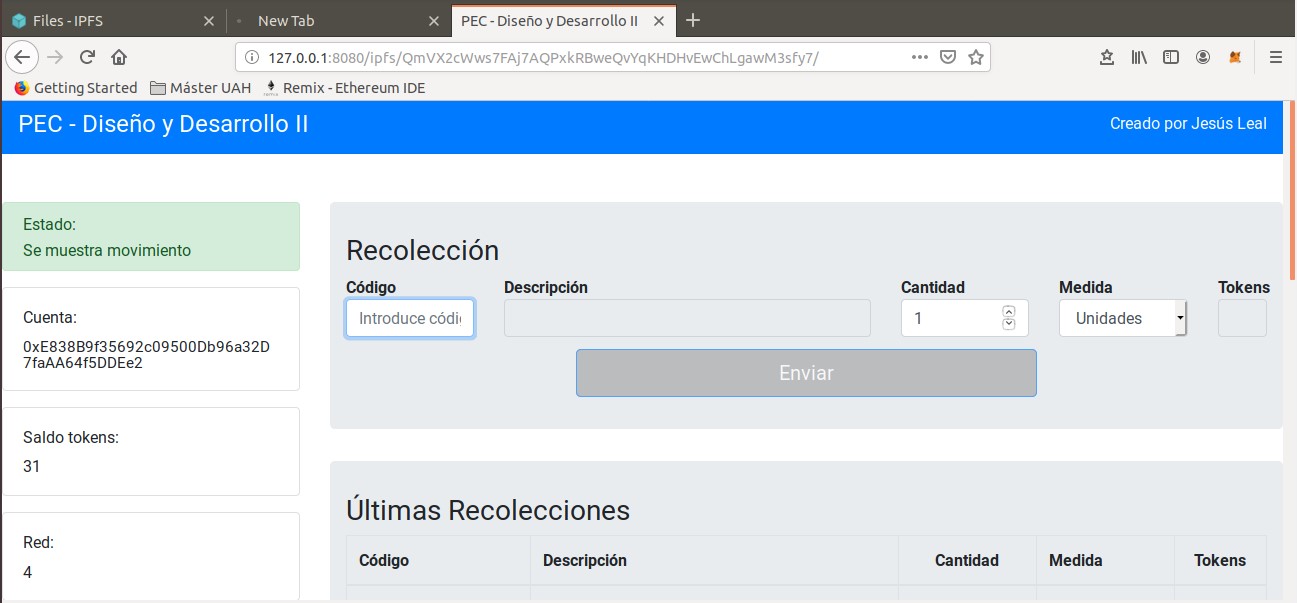 Files - IPFS
New Tab
PEC - Diseño y Desarrollo II
127.0.0.1:8080/ipfs/QmVX2cWws7FAj7AQPxkRBweQvYqKHDHvEwChLgawM3sfy7/
Getting Started
Máster UAH
Remix - Ethereum IDE
PEC - Diseño y Desarrollo II
Creado por Jesús Leal
Estado:
Se muestra movimiento
Cuenta:
0xE838B9f35692c09500Db96a32D
7faAA64f5DDEe2
Saldo tokens:
31
Red:
4
Recolección
Código
Descripción
Cantidad
Medida
Tokens
Introduce códi
1
Unidades
Enviar
Últimas Recolecciones
Código
Descripción
Cantidad
Medida
Tokens